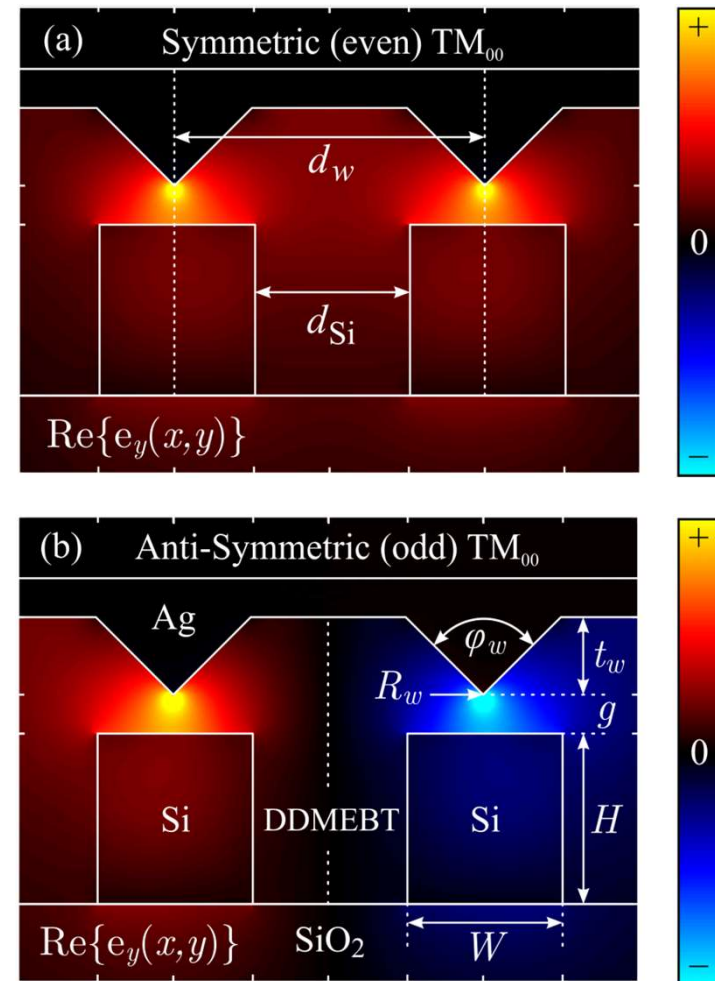 (a) Symmetric (even) TM₀₀
d_w
d_Si
Re{e_y(x,y)}
+
0
−
(b) Anti-Symmetric (odd) TM₀₀
Ag
φ_w
t_w
R_w
g
Si
DDMEBT
Si
H
Re{e_y(x,y)}
SiO₂
W
+
0
−